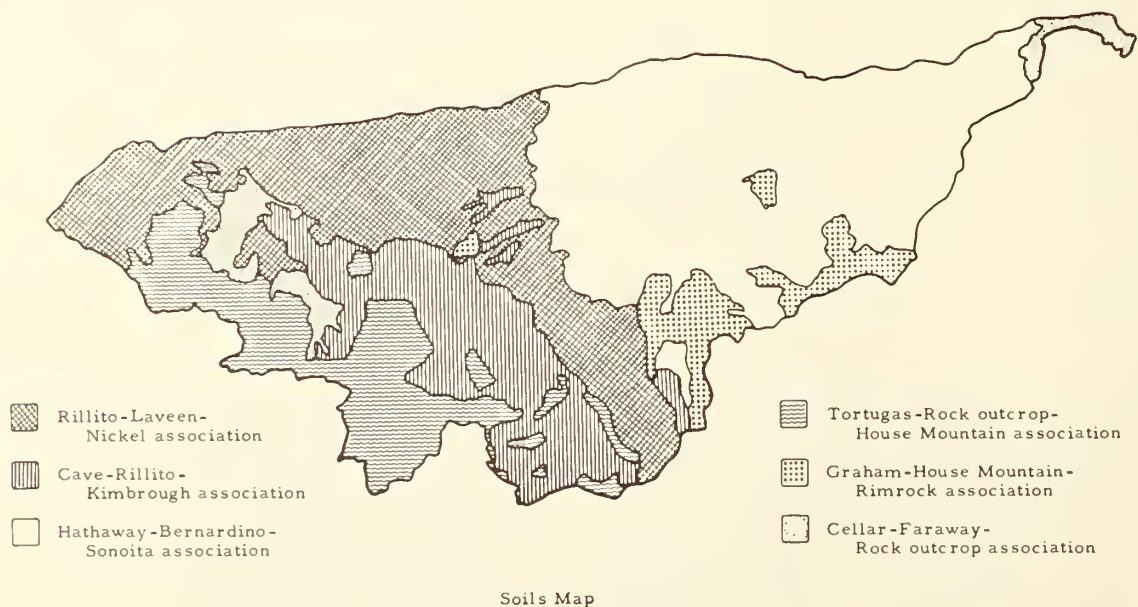 Rillito-Laveen-
Nickel association
Cave-Rillito-
Kimbrough association
Hathaway-Bernardino-
Sonoita association
Tortugas-Rock outcrop-
House Mountain association
Graham-House Mountain-
Rimrock association
Cellar-Faraway-
Rock outcrop association
Soils Map